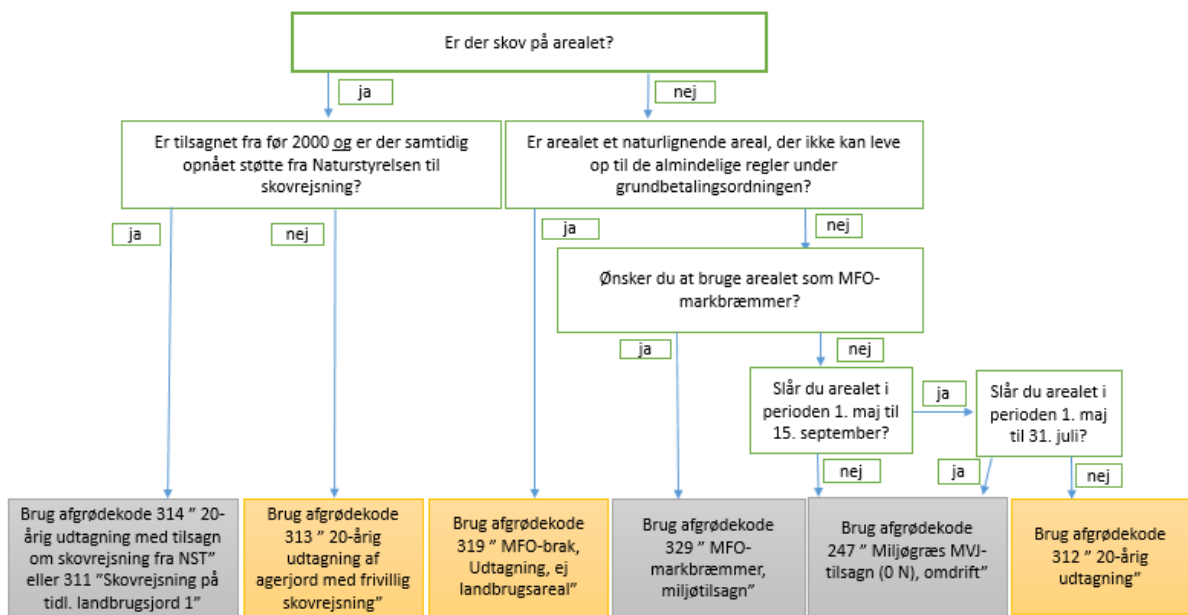 Er der skov på arealet?
ja
nej
Er tilsagnet fra før 2000 og er der samtidig
opnået støtte fra Naturstyrelsen til
skovrejsning?
Er arealet et naturlignende areal, der ikke kan leve
op til de almindelige regler under
grundbetalingsordningen?
ja
nej
ja
nej
Ønsker du at bruge arealet som MFO-
markbræmmer?
ja
nej
Slår du arealet i
perioden 1. maj til
15. september?
ja
Slår du arealet i
perioden 1. maj
til 31. juli?
nej
ja
nej
Brug afgrødekode 314 ” 20-
årig udtagning med tilsagn
om skovrejsning fra NST”
eller 311 ”Skovrejsning på
tidl. landbrugsjord 1”
Brug afgrødekode
313 ” 20-årig
udtagning af
agerjord med frivillig
skovrejsning”
Brug afgrødekode
319 ” MFO-brak,
Udtagning, ej
landbrugsareal”
Brug afgrødekode
329 ” MFO-
markbræmmer,
miljøtilsagn”
Brug afgrødekode
247 ” Miljøgræs MVJ-
tilsagn (0 N), omdrift”
Brug afgrødekode
312 ” 20-årig
udtagning”